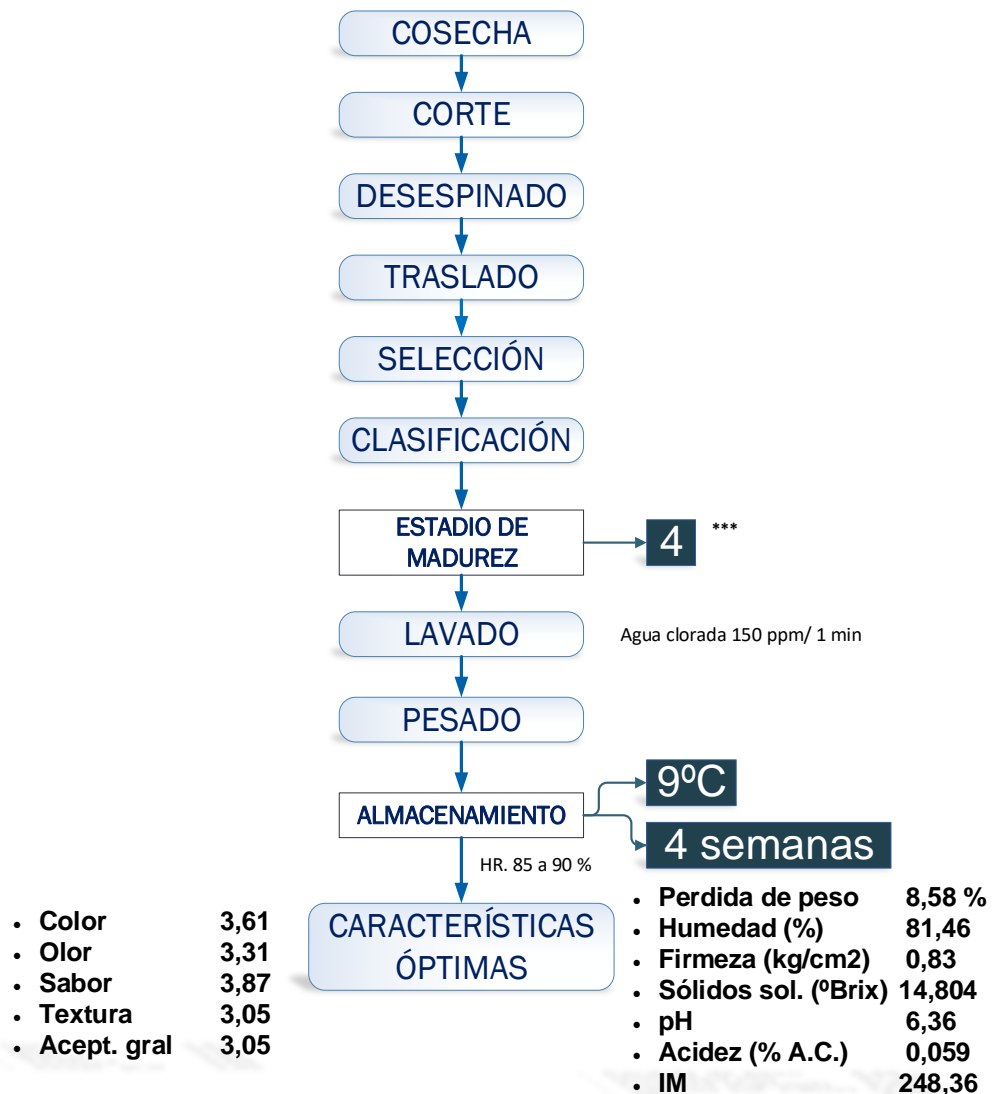 COSECHA
CORTE
DESESPINADO
TRASLADO
SELECCIÓN
CLASIFICACIÓN
ESTADIO DE
MADUREZ
4 ***
LAVADO
Agua clorada 150 ppm/ 1 min
PESADO
ALMACENAMIENTO
9ºC
4 semanas
HR. 85 a 90 %
CARACTERÍSTICAS
ÓPTIMAS
• Color 3,61
• Olor 3,31
• Sabor 3,87
• Textura 3,05
• Acept. gral 3,05
• Perdida de peso 8,58 %
• Humedad (%) 81,46
• Firmeza (kg/cm2) 0,83
• Sólidos sol. (ºBrix) 14,804
• pH 6,36
• Acidez (% A.C.) 0,059
• IM 248,36